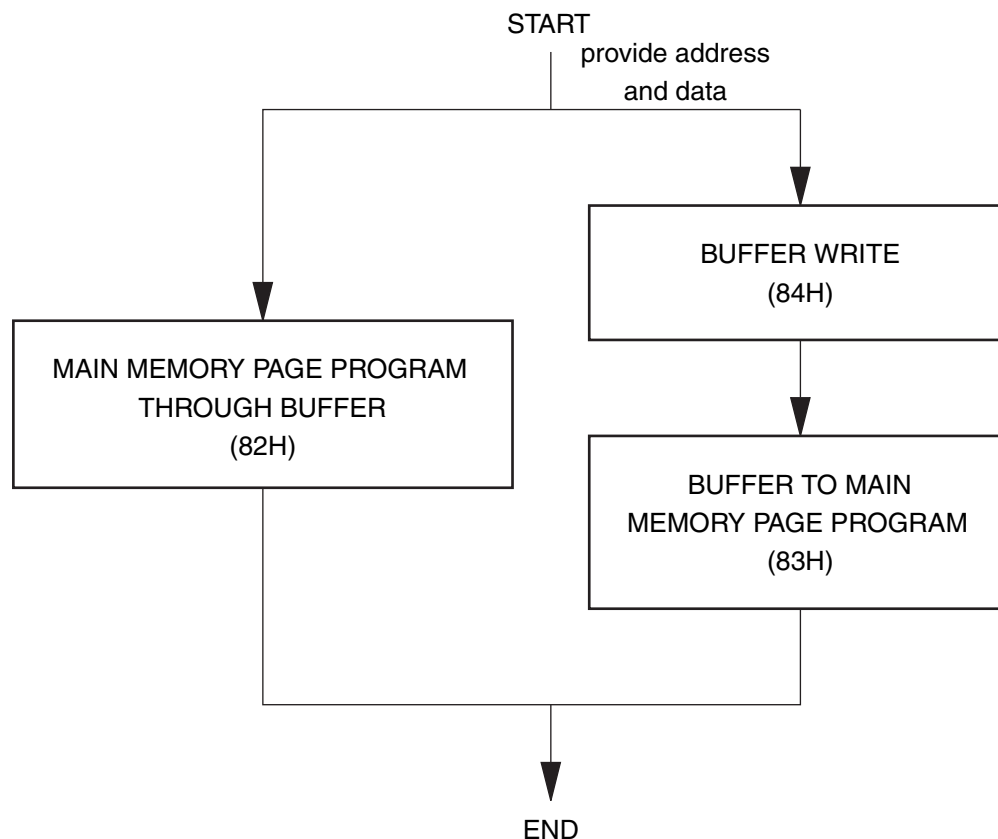 START
provide address
and data
BUFFER WRITE
(84H)
MAIN MEMORY PAGE PROGRAM
THROUGH BUFFER
(82H)
BUFFER TO MAIN
MEMORY PAGE PROGRAM
(83H)
END